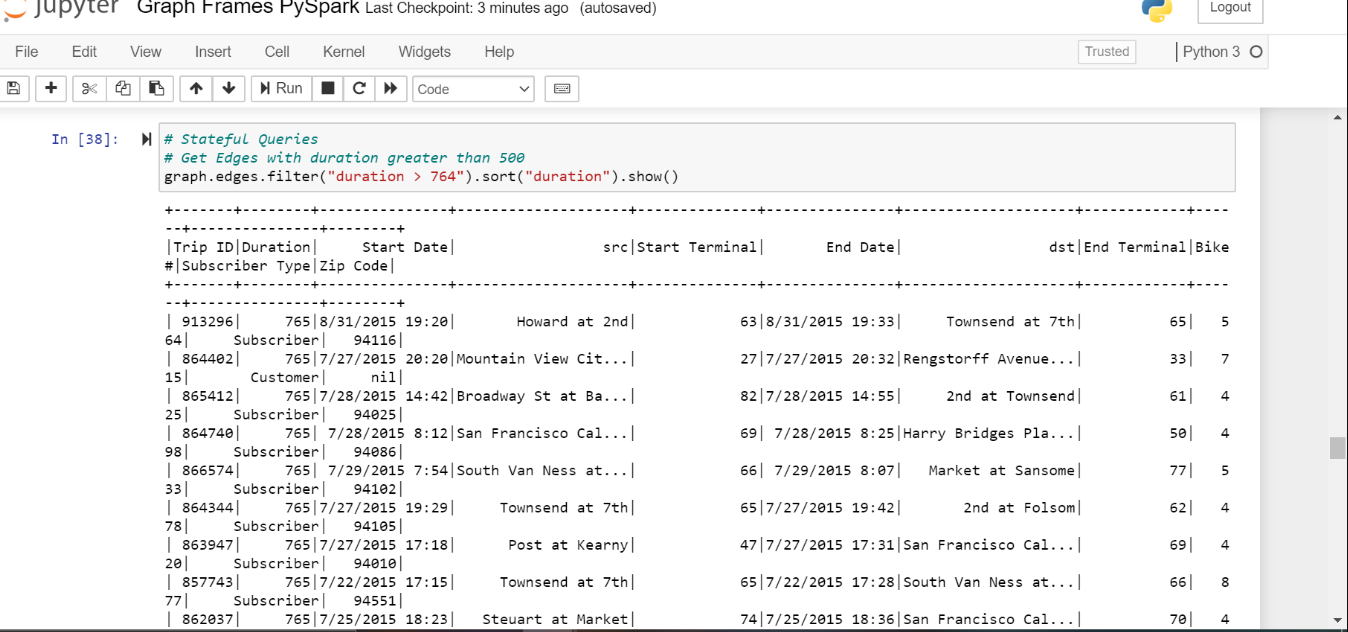 jupyter Graph Frames PySpark Last Checkpoint: 3 minutes ago (autosaved) Logout
File Edit View Insert Cell Kernel Widgets Help Trusted Python 3
Run Code
In [38]: # Stateful Queries
# Get Edges with duration greater than 500
graph.edges.filter("duration > 764").sort("duration").show()
+-------+--------+---------------+--------------------+--------------+---------------+--------------------+------------+----
--+---------------+--------+
|Trip ID|Duration|     Start Date|                 src|Start Terminal|       End Date|                 dst|End Terminal|Bike
#|Subscriber Type|Zip Code|
+-------+--------+---------------+--------------------+--------------+---------------+--------------------+------------+----
--+---------------+--------+
| 913296|     765|8/31/2015 19:20|       Howard at 2nd|            63|8/31/2015 19:33|     Townsend at 7th|          65|   5
64|     Subscriber|   94116|
| 864402|     765|7/27/2015 20:20|Mountain View Cit...|            27|7/27/2015 20:32|Rengstorff Avenue...|          33|   7
15|       Customer|     nil|
| 865412|     765|7/28/2015 14:42|Broadway St at Ba...|            82|7/28/2015 14:55|     2nd at Townsend|          61|   4
25|     Subscriber|   94025|
| 864740|     765| 7/28/2015 8:12|San Francisco Cal...|            69| 7/28/2015 8:25|Harry Bridges Pla...|          50|   4
98|     Subscriber|   94086|
| 866574|     765| 7/29/2015 7:54|South Van Ness at...|            66| 7/29/2015 8:07|   Market at Sansome|          77|   5
33|     Subscriber|   94102|
| 864344|     765|7/27/2015 19:29|     Townsend at 7th|            65|7/27/2015 19:42|       2nd at Folsom|          62|   4
78|     Subscriber|   94105|
| 863947|     765|7/27/2015 17:18|      Post at Kearny|            47|7/27/2015 17:31|San Francisco Cal...|          69|   4
20|     Subscriber|   94010|
| 857743|     765|7/22/2015 17:15|     Townsend at 7th|            65|7/22/2015 17:28|South Van Ness at...|          66|   8
77|     Subscriber|   94551|
| 862037|     765|7/25/2015 18:23|   Steuart at Market|            74|7/25/2015 18:36|San Francisco Cal...|          70|   4